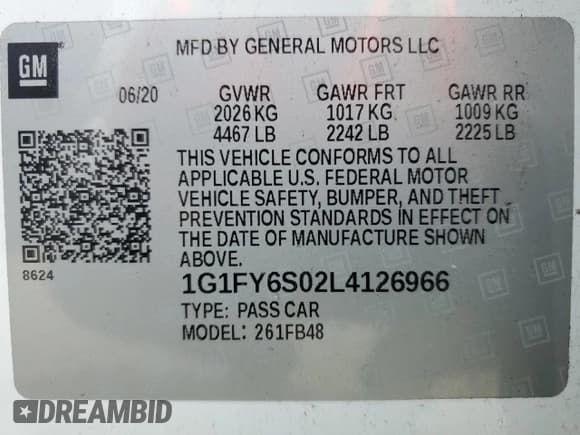 GM
MFD BY GENERAL MOTORS LLC
06/20 GVWR GAWR FRT GAWR RR
2026 KG 1017 KG 1009 KG
4467 LB 2242 LB 2225 LB
THIS VEHICLE CONFORMS TO ALL
APPLICABLE U.S. FEDERAL MOTOR
VEHICLE SAFETY, BUMPER, AND THEFT
PREVENTION STANDARDS IN EFFECT ON
THE DATE OF MANUFACTURE SHOWN
ABOVE.
8624
1G1FY6S02L4126966
TYPE: PASS CAR
MODEL: 261FB48
DREAMBID